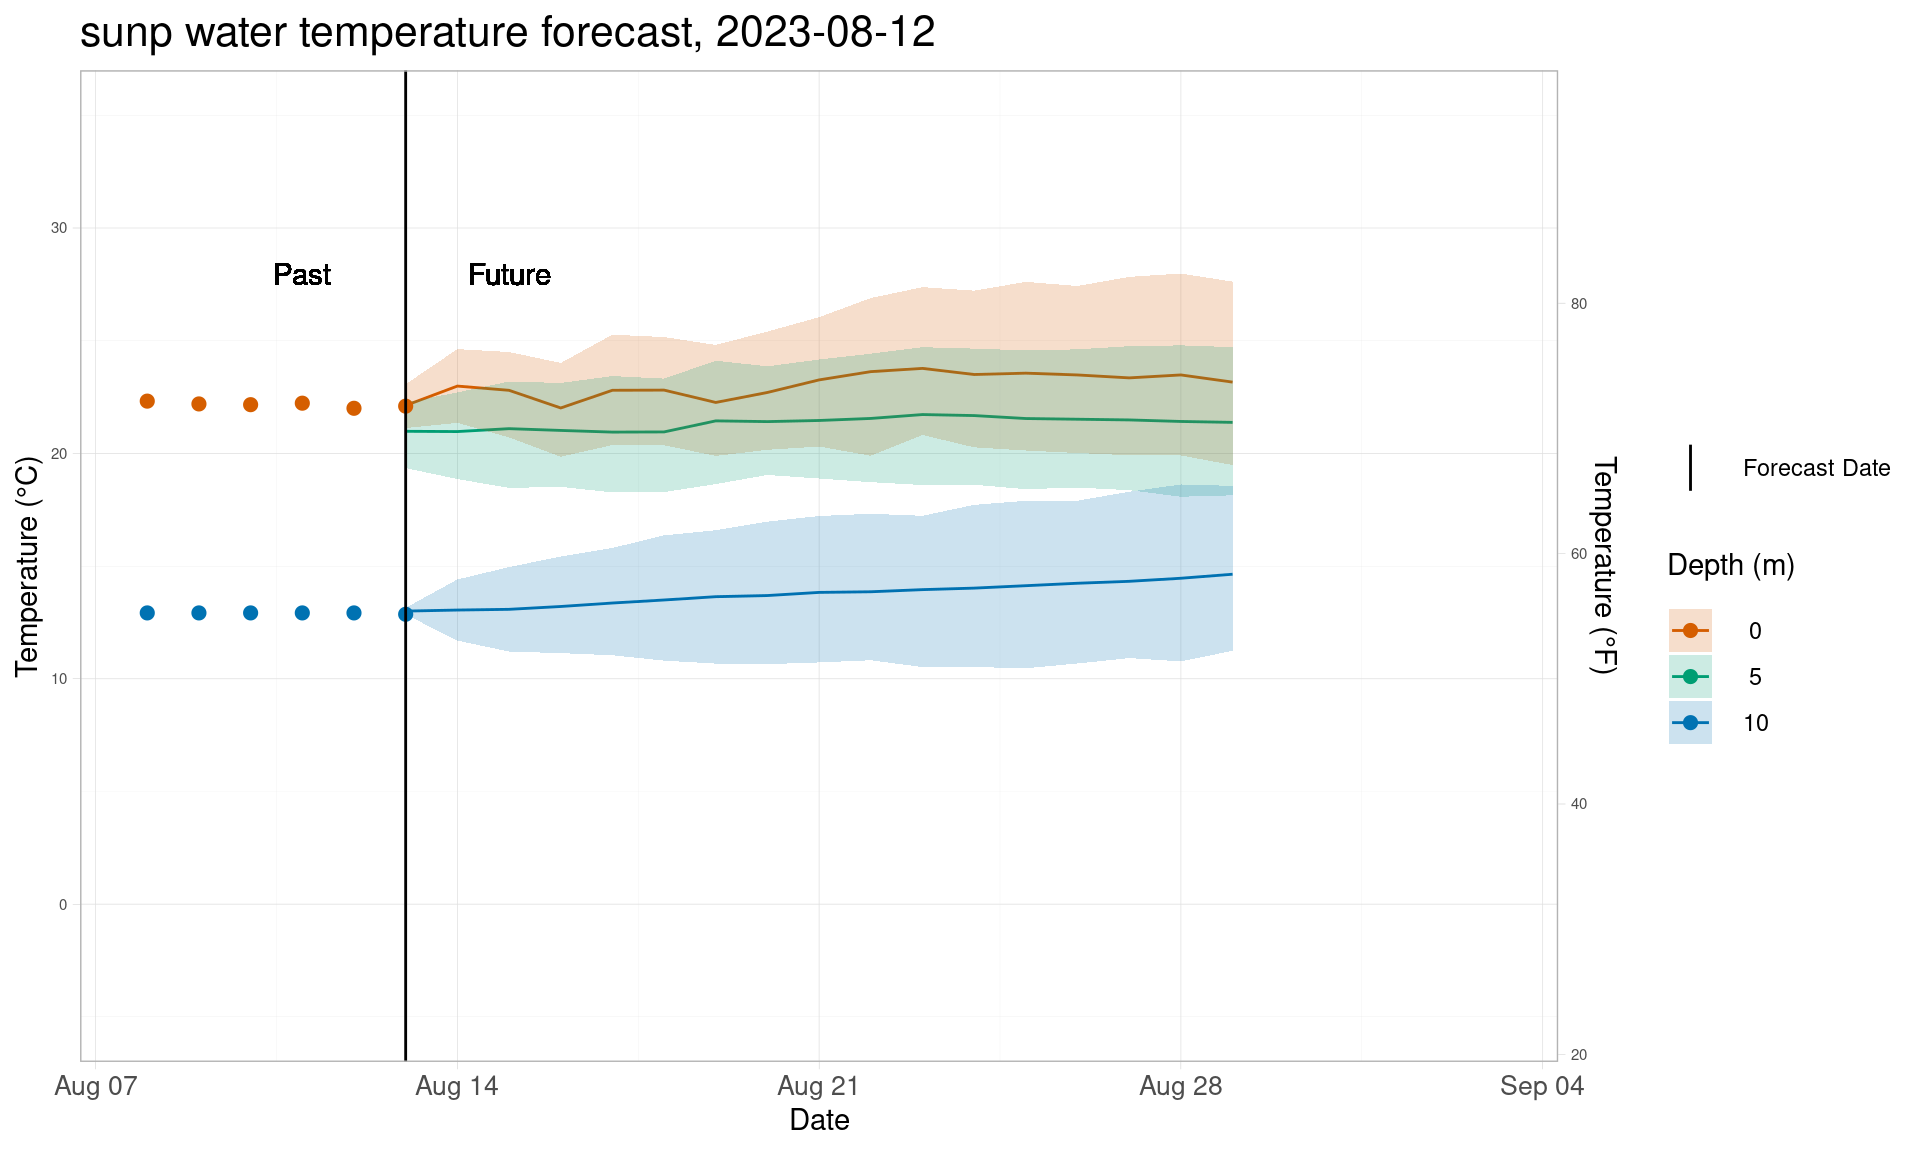 sunp water temperature forecast, 2023-08-12
Temperature (°C)
30
20
10
0
Past
Future
80
60
40
20
Temperature (°F)
Aug 07
Aug 14
Aug 21
Aug 28
Sep 04
Date
Forecast Date
Depth (m)
0
5
10